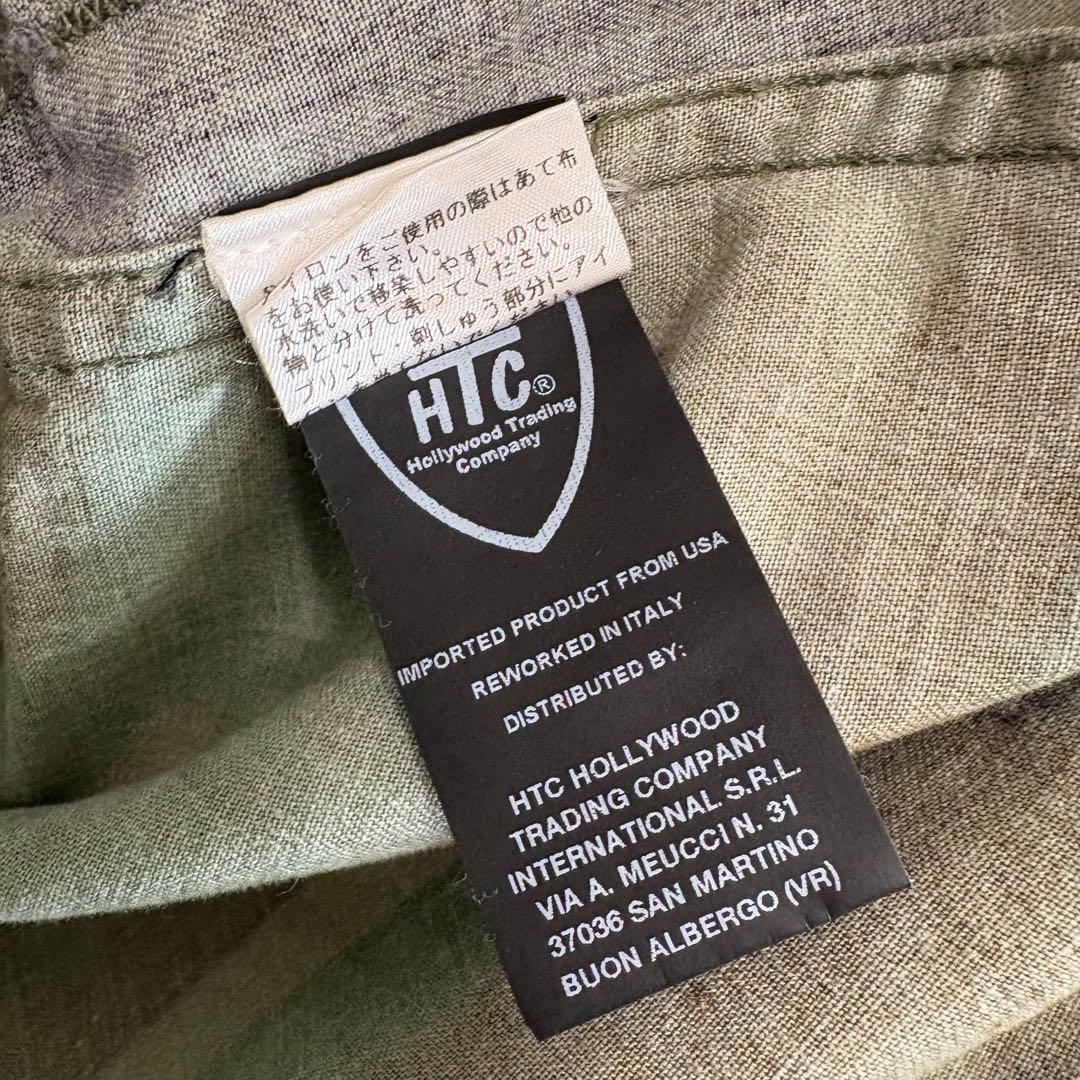 アイロンをご使用の際はあて布
をお使い下さい。
水洗いで移染しやすいので他の
物と分けて洗ってください。
プリント、刺しゅう部分にアイ
HTC®
Hollywood Trading
Company
IMPORTED PRODUCT FROM USA
REWORKED IN ITALY
DISTRIBUTED BY:
HTC HOLLYWOOD
TRADING COMPANY
INTERNATIONAL S.R.L.
VIA A. MEUCCI N. 31
37036 SAN MARTINO
BUON ALBERGO (VR)